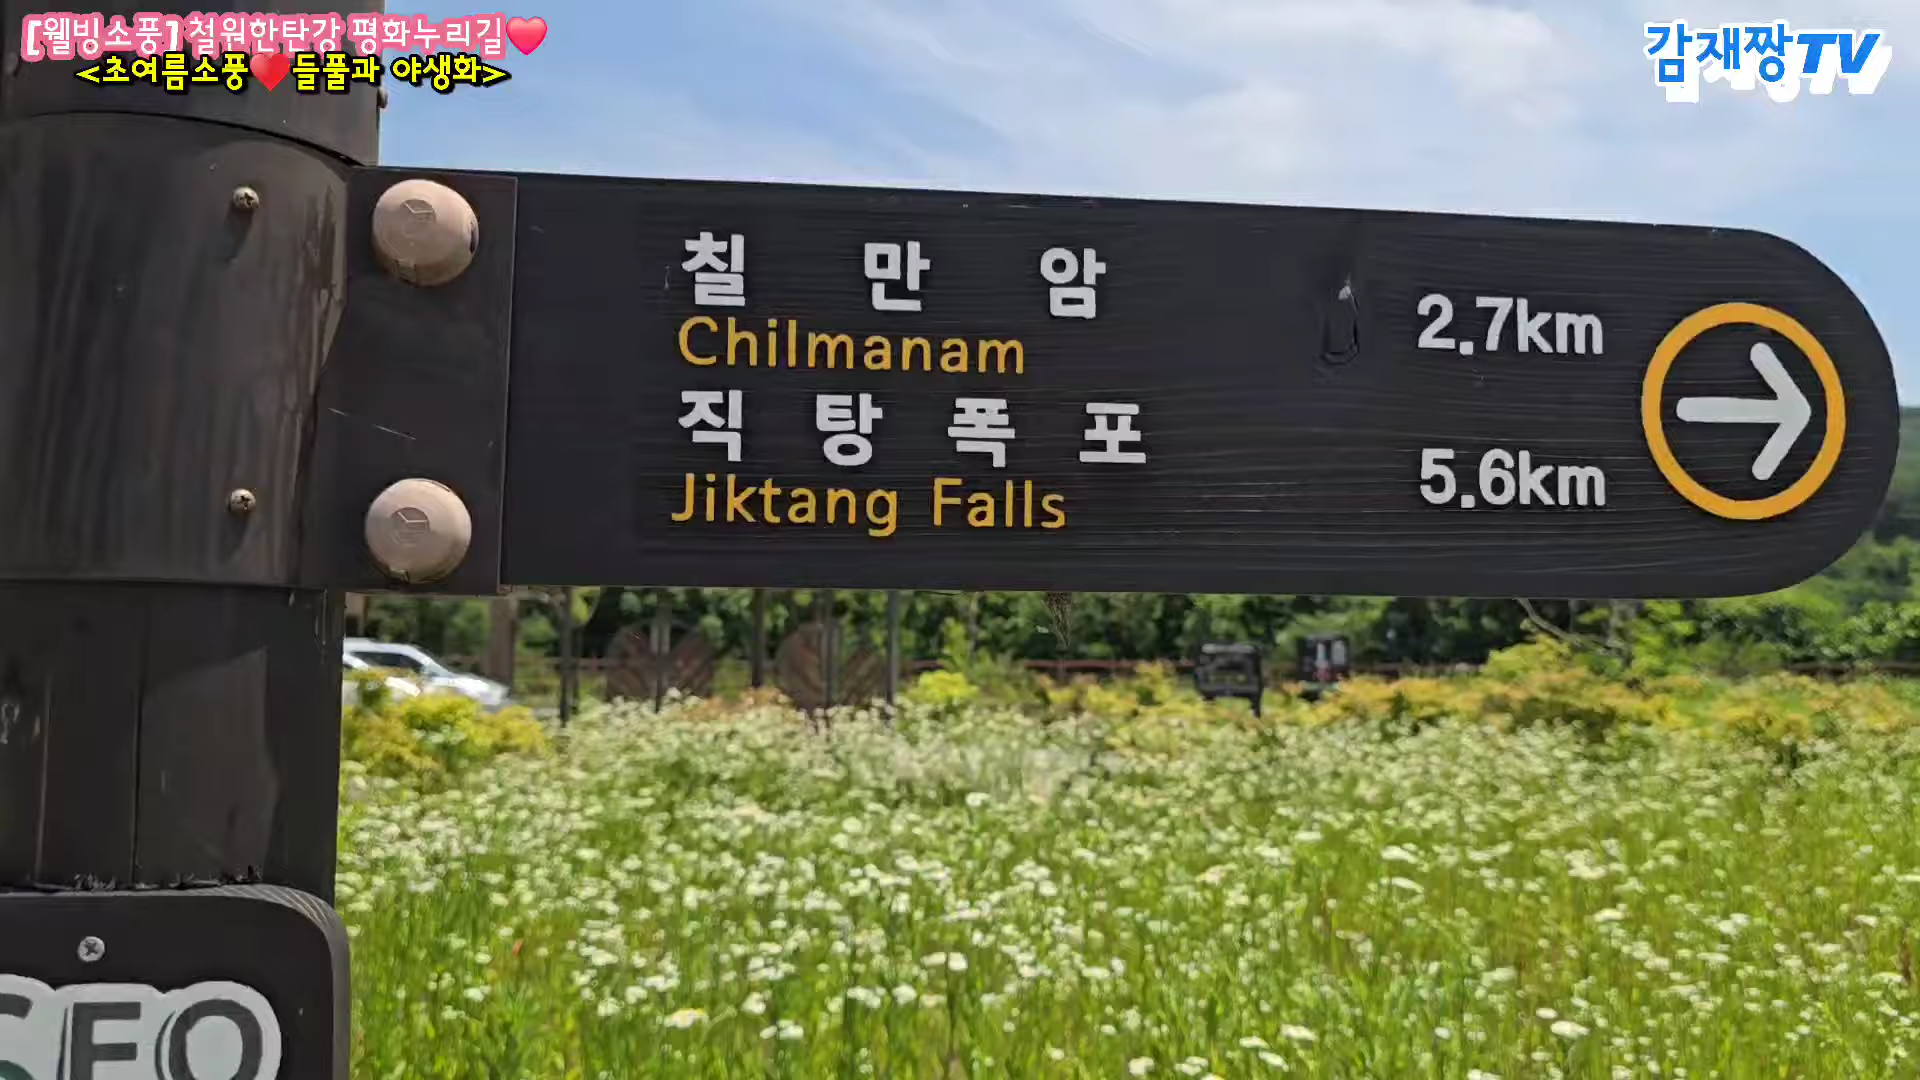 [웰빙소풍] 철원한탄강 평화누리길❤
<초여름소풍❤들풀과 야생화>
감재짱TV
칠만암 2.7km
Chilmanam
직탕폭포 5.6km
Jiktang Falls